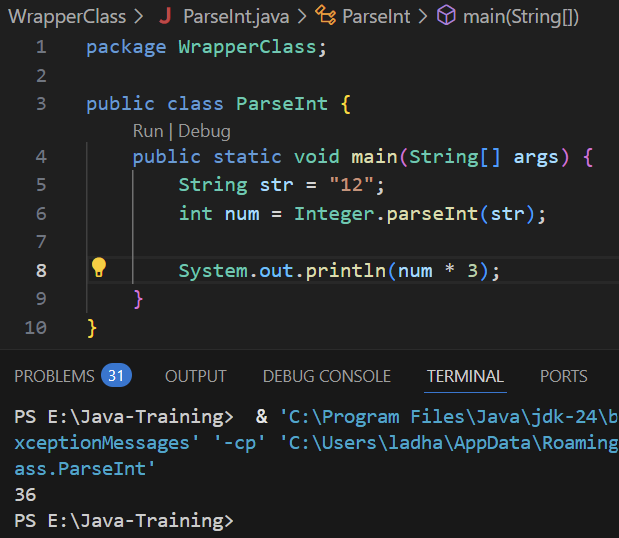 WrapperClass > J ParseInt.java > ParseInt > main(String[])
1 package WrapperClass;
2
3 public class ParseInt {
Run | Debug
4 public static void main(String[] args) {
5 String str = "12";
6 int num = Integer.parseInt(str);
7
8 System.out.println(num * 3);
9 }
10 }
PROBLEMS 31 OUTPUT DEBUG CONSOLE TERMINAL PORTS
PS E:\Java-Training>  & 'C:\Program Files\Java\jdk-24\b
xceptionMessages' '-cp' 'C:\Users\ladha\AppData\Roaming
ass.ParseInt'
36
PS E:\Java-Training>